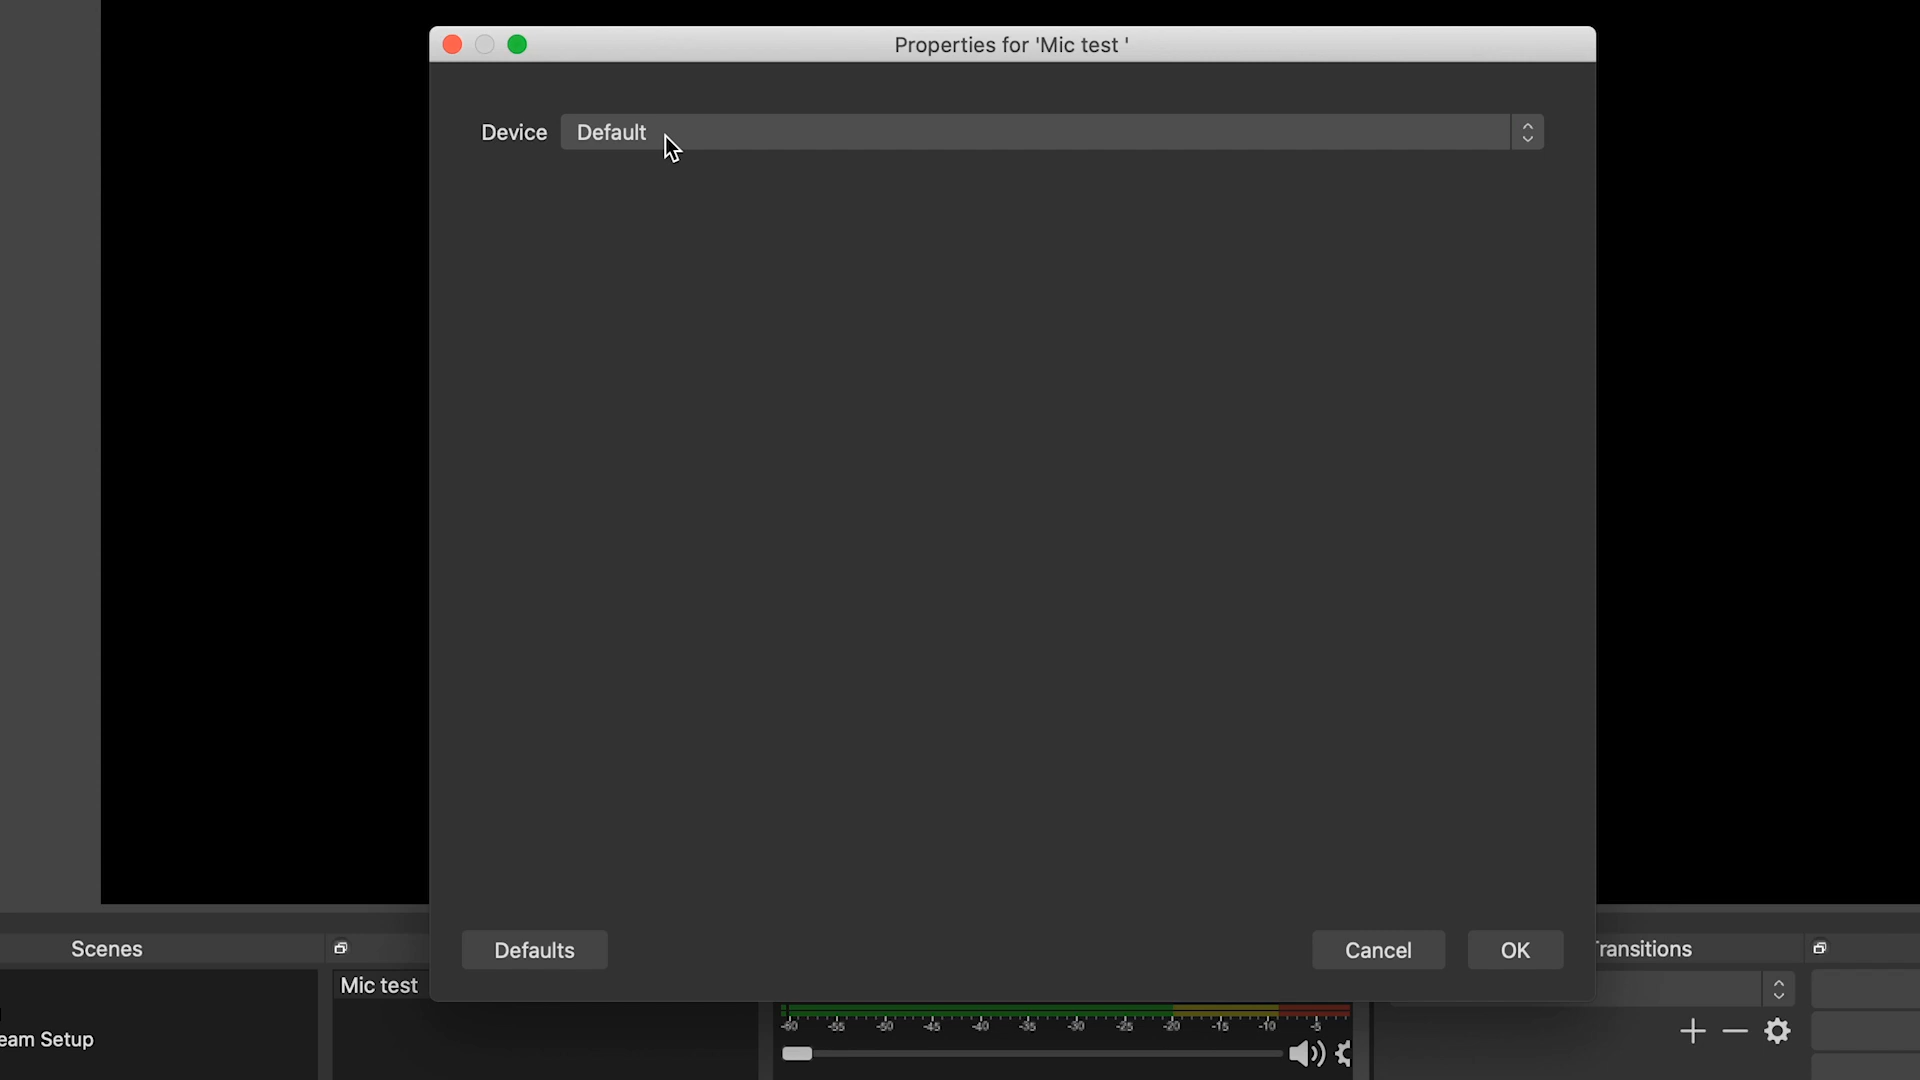 Properties for 'Mic test '
Device
Default
Defaults
Cancel
OK
Scenes
Transitions
Mic test
eam Setup
-60 -55 -50 -45 -40 -35 -30 -25 -20 -15 -10 -5